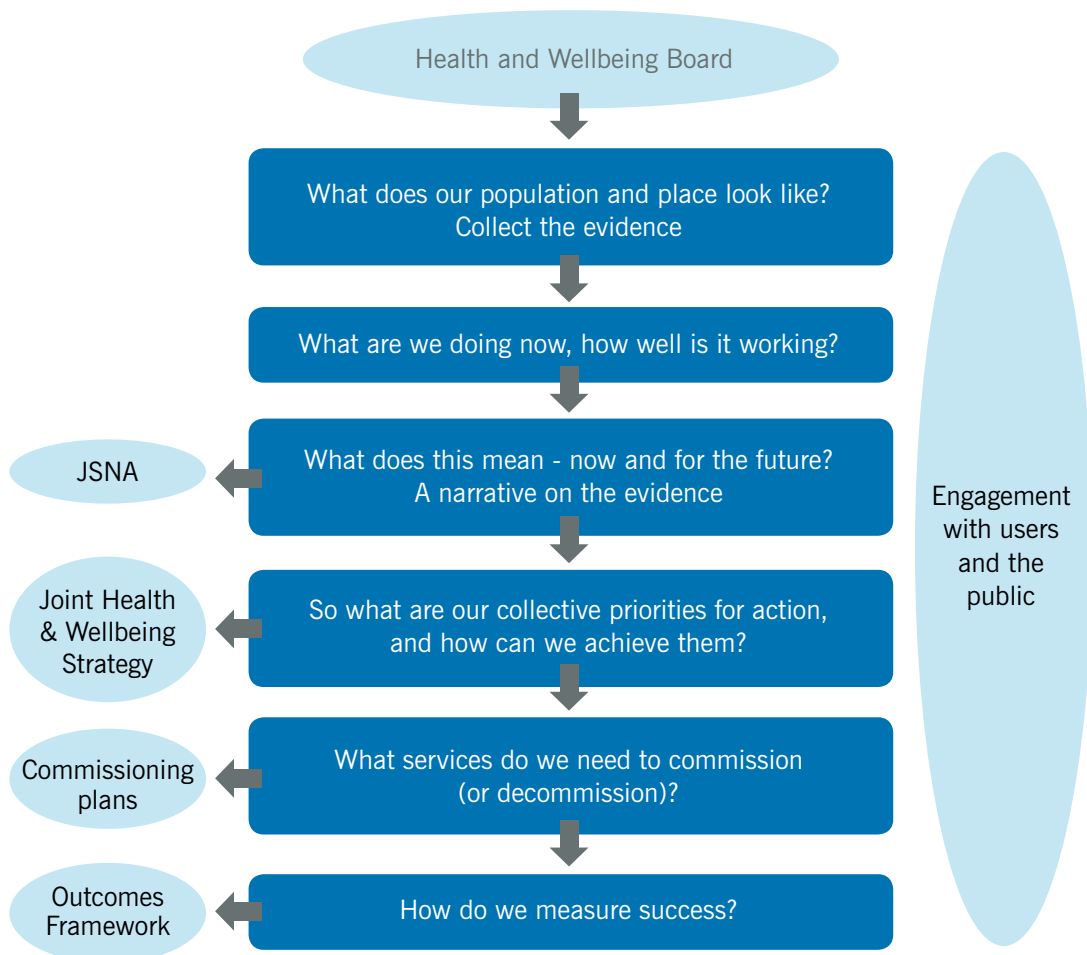 Health and Wellbeing Board
What does our population and place look like?
Collect the evidence
What are we doing now, how well is it working?
JSNA
What does this mean - now and for the future?
A narrative on the evidence
Joint Health
& Wellbeing
Strategy
So what are our collective priorities for action,
and how can we achieve them?
Commissioning
plans
What services do we need to commission
(or decommission)?
Outcomes
Framework
How do we measure success?
Engagement
with users
and the
public